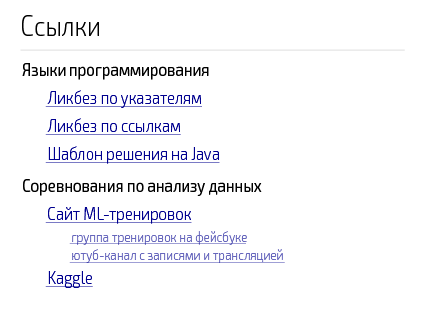 Ссылки
Языки программирования
Ликбез по указателям
Ликбез по ссылкам
Шаблон решения на Java
Соревнования по анализу данных
Сайт ML-тренировок
группа тренировок на фейсбуке
ютуб-канал с записями и трансляцией
Kaggle